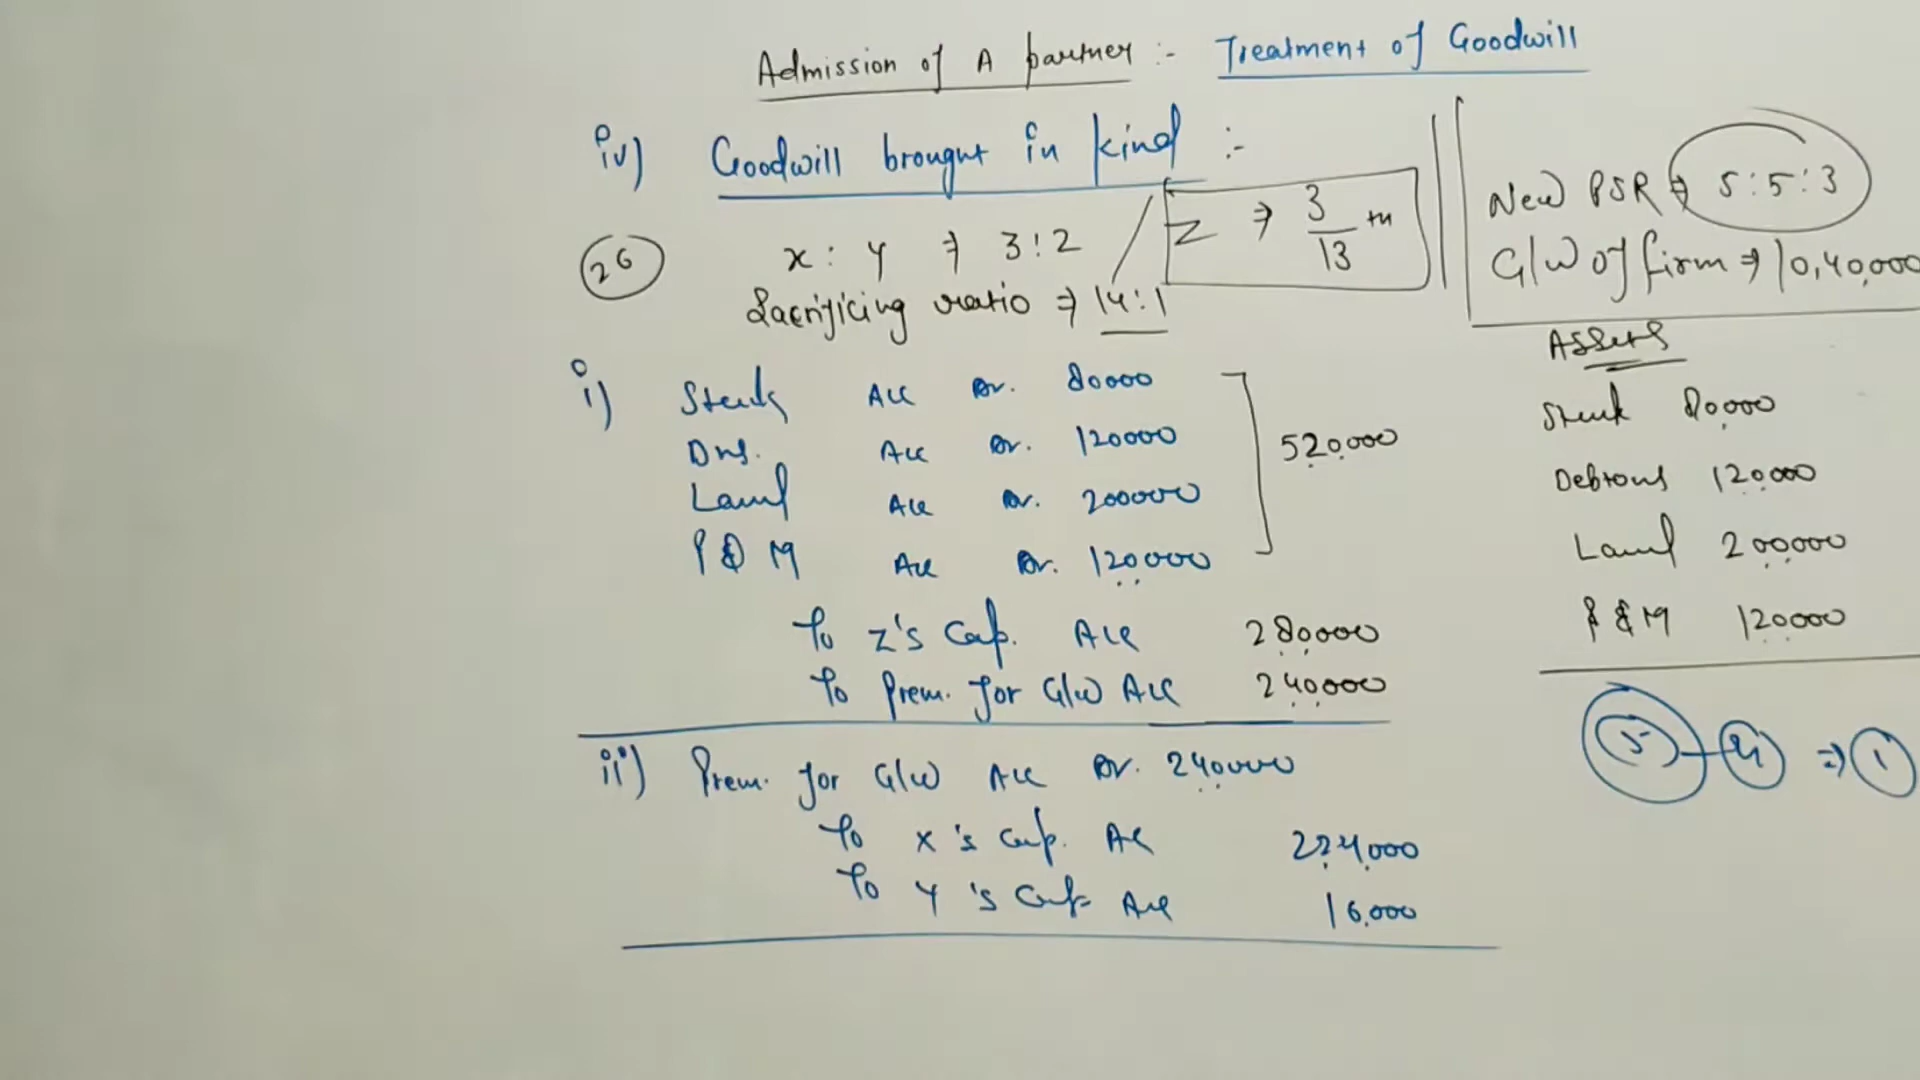 Admission of A partner :- Treatment of Goodwill
iv) Goodwill brought in kind :-
26 x : y ⇒ 3:2 / Z ⇒ 3/13 th
Sacrificing ratio ⇒ 14:1
New PSR ⇒ 5:5:3
G/W of firm ⇒ 10,40,000
i) Stock A/c Dr. 80000
Drs. A/c Dr. 120000
Land A/c Dr. 200000
P & M A/c Dr. 120000
520000
To Z's Cap. A/c 280000
To Prem. for G/W A/c 240000
ii) Prem. for G/W A/c Dr. 240000
To X's Cap. A/c 224,000
To Y's Cap A/c 16,000
Assets
Stock 80000
Debtors 120000
Land 200000
P & M 120000
5 - 4 ⇒ 1